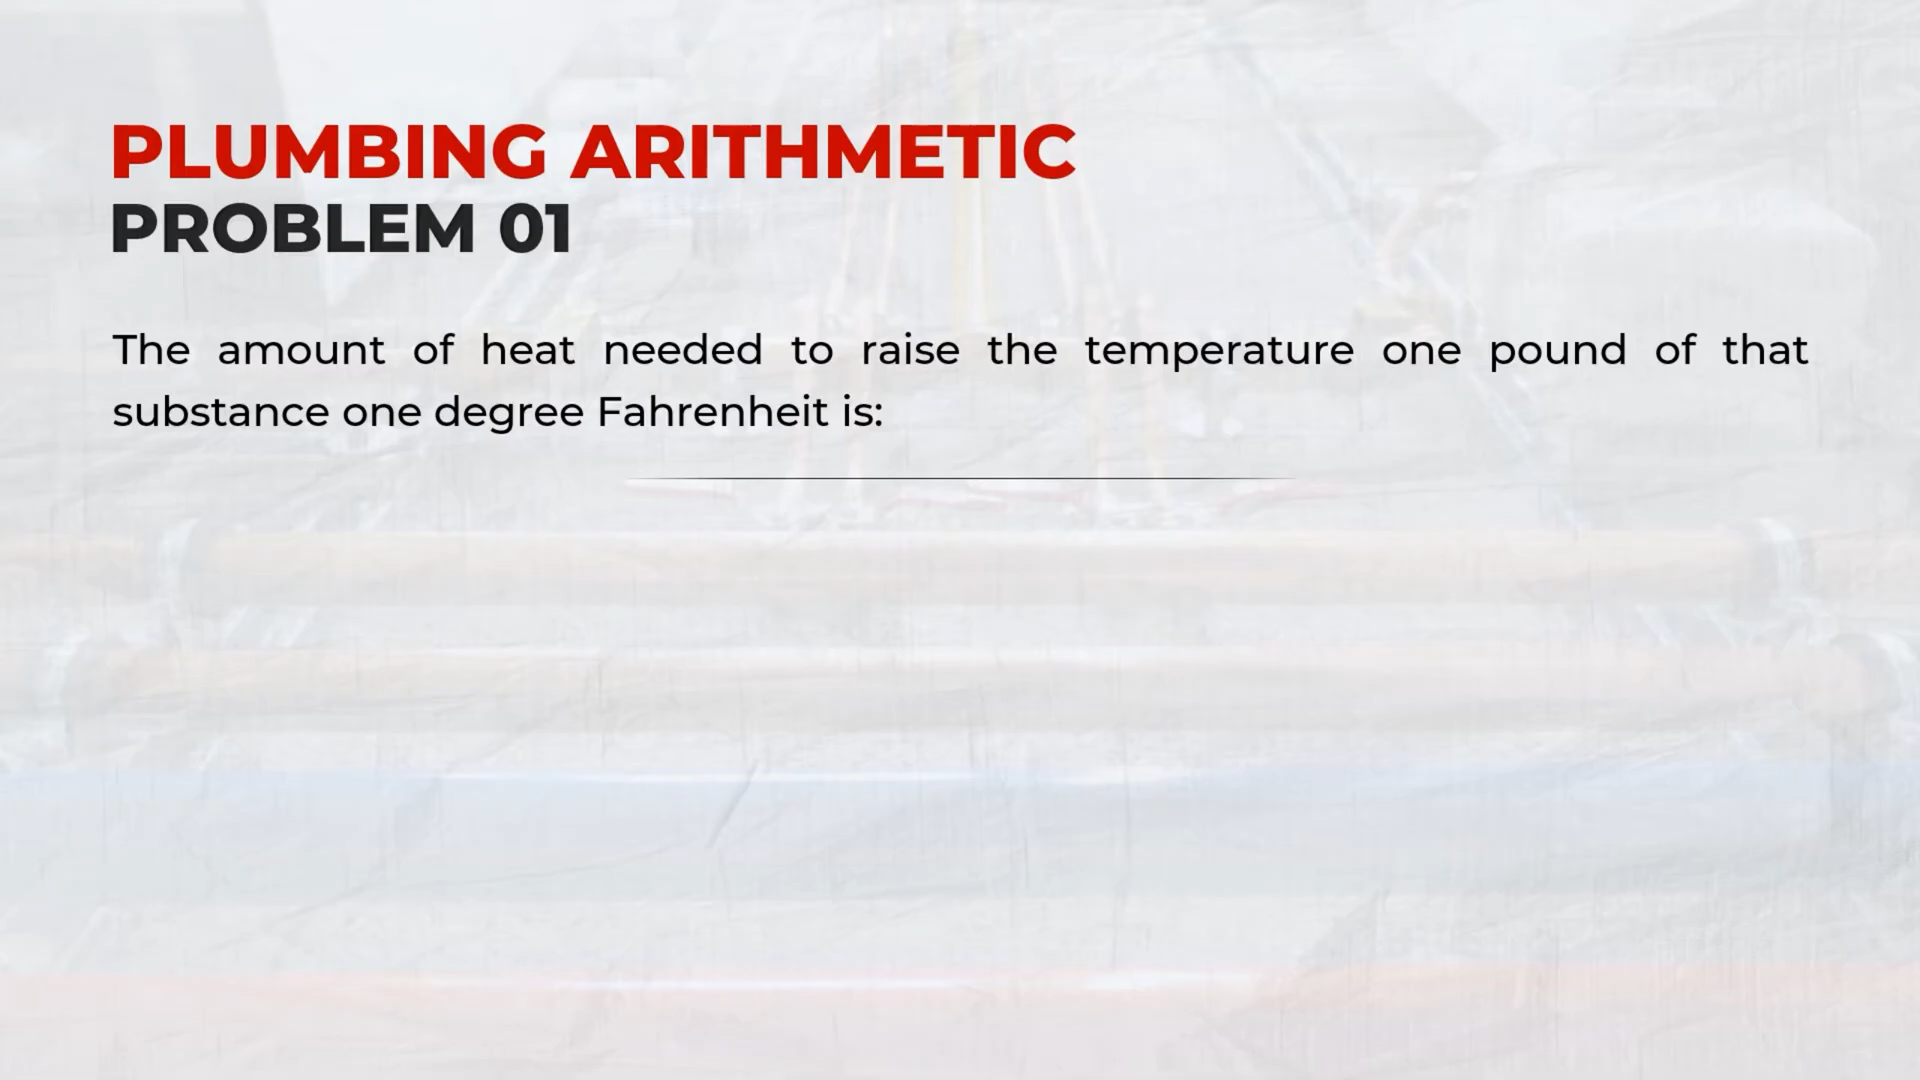 PLUMBING ARITHMETIC
PROBLEM 01
The amount of heat needed to raise the temperature one pound of that
substance one degree Fahrenheit is: